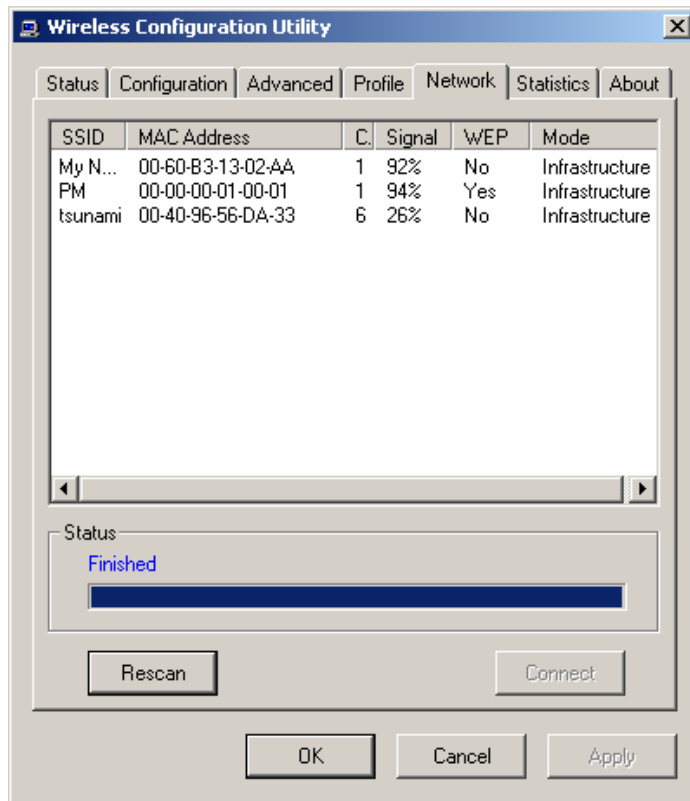 Wireless Configuration Utility
Status Configuration Advanced Profile Network Statistics About
SSID MAC Address C. Signal WEP Mode
My N... 00-60-B3-13-02-AA 1 92% No Infrastructure
PM 00-00-00-01-00-01 1 94% Yes Infrastructure
tsunami 00-40-96-56-DA-33 6 26% No Infrastructure
Status
Finished
Rescan Connect
OK Cancel Apply